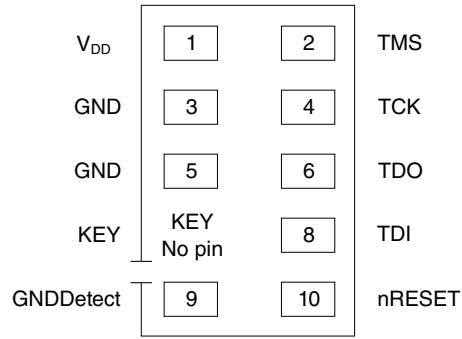 V_DD 1 2 TMS
GND 3 4 TCK
GND 5 6 TDO
KEY KEY No pin 8 TDI
GNDDetect 9 10 nRESET